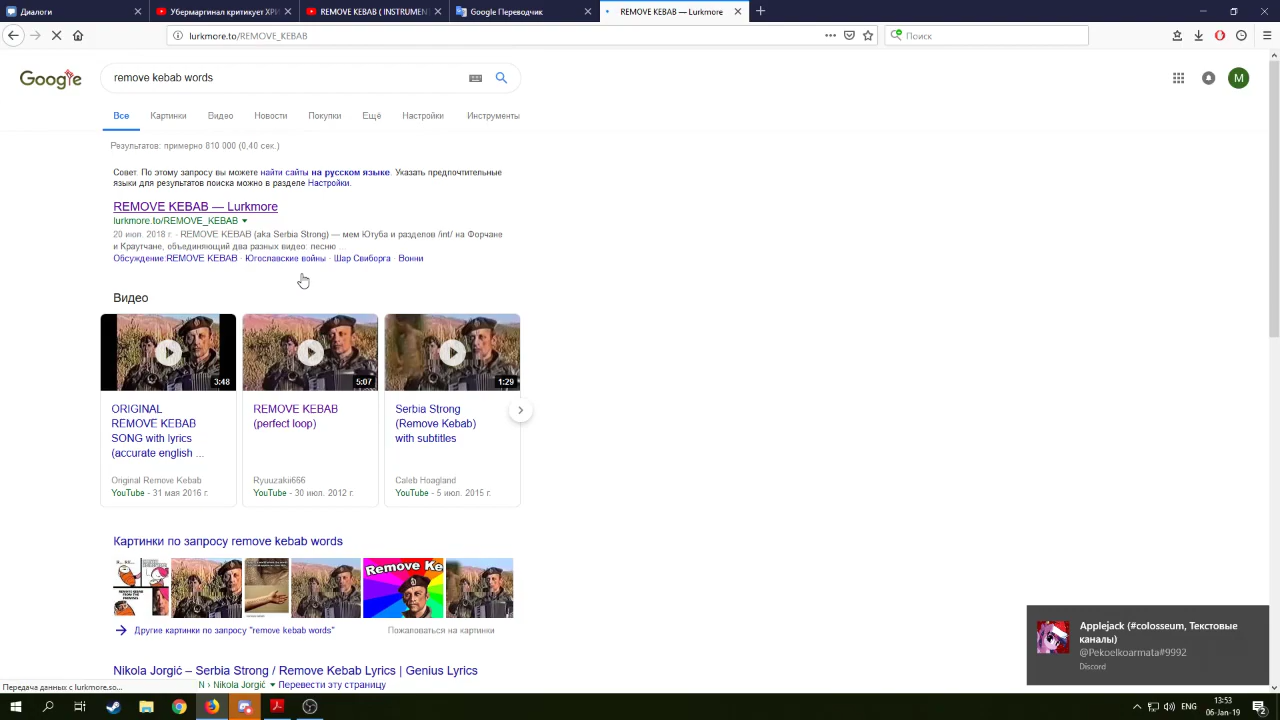 Диалоги
Убермаргинал критикует ХРИ
REMOVE KEBAB ( INSTRUMEN
Google Переводчик
REMOVE KEBAB — Lurkmore
lurkmore.to/REMOVE_KEBAB
Поиск
Google
remove kebab words
M
Все
Картинки
Видео
Новости
Покупки
Ещё
Настройки
Инструменты
Результатов: примерно 810 000 (0,40 сек.)
Совет. По этому запросу вы можете найти сайты на русском языке. Указать предпочтительные
языки для результатов поиска можно в разделе Настройки.
REMOVE KEBAB — Lurkmore
lurkmore.to/REMOVE_KEBAB
20 июл. 2018 г. - REMOVE KEBAB (aka Serbia Strong) — мем Ютуба и разделов /int/ на Форчане
и Краутчане, объединяющий два разных видео: песню ...
Обсуждение:REMOVE KEBAB · Югославские войны · Шар Свиборга · Вонни
Видео
3:48
5:07
1:29
ORIGINAL
REMOVE KEBAB
SONG with lyrics
(accurate english ...
Original Remove Kebab
YouTube - 31 мая 2016 г.
REMOVE KEBAB
(perfect loop)
Ryuuzakii666
YouTube - 30 июл. 2012 г.
Serbia Strong
(Remove Kebab)
with subtitles
Caleb Hoagland
YouTube - 5 июл. 2015 г.
Картинки по запросу remove kebab words
Remove Ke
Другие картинки по запросу "remove kebab words"
Пожаловаться на картинки
Nikola Jorgić – Serbia Strong / Remove Kebab Lyrics | Genius Lyrics
N › Nikola Jorgić
Перевести эту страницу
Передача данных с lurkmore.so...
Applejack (#colosseum, Текстовые
каналы)
@Pekoelkoarmata#9992
Discord
ENG
13:53
06-Jan-19
2